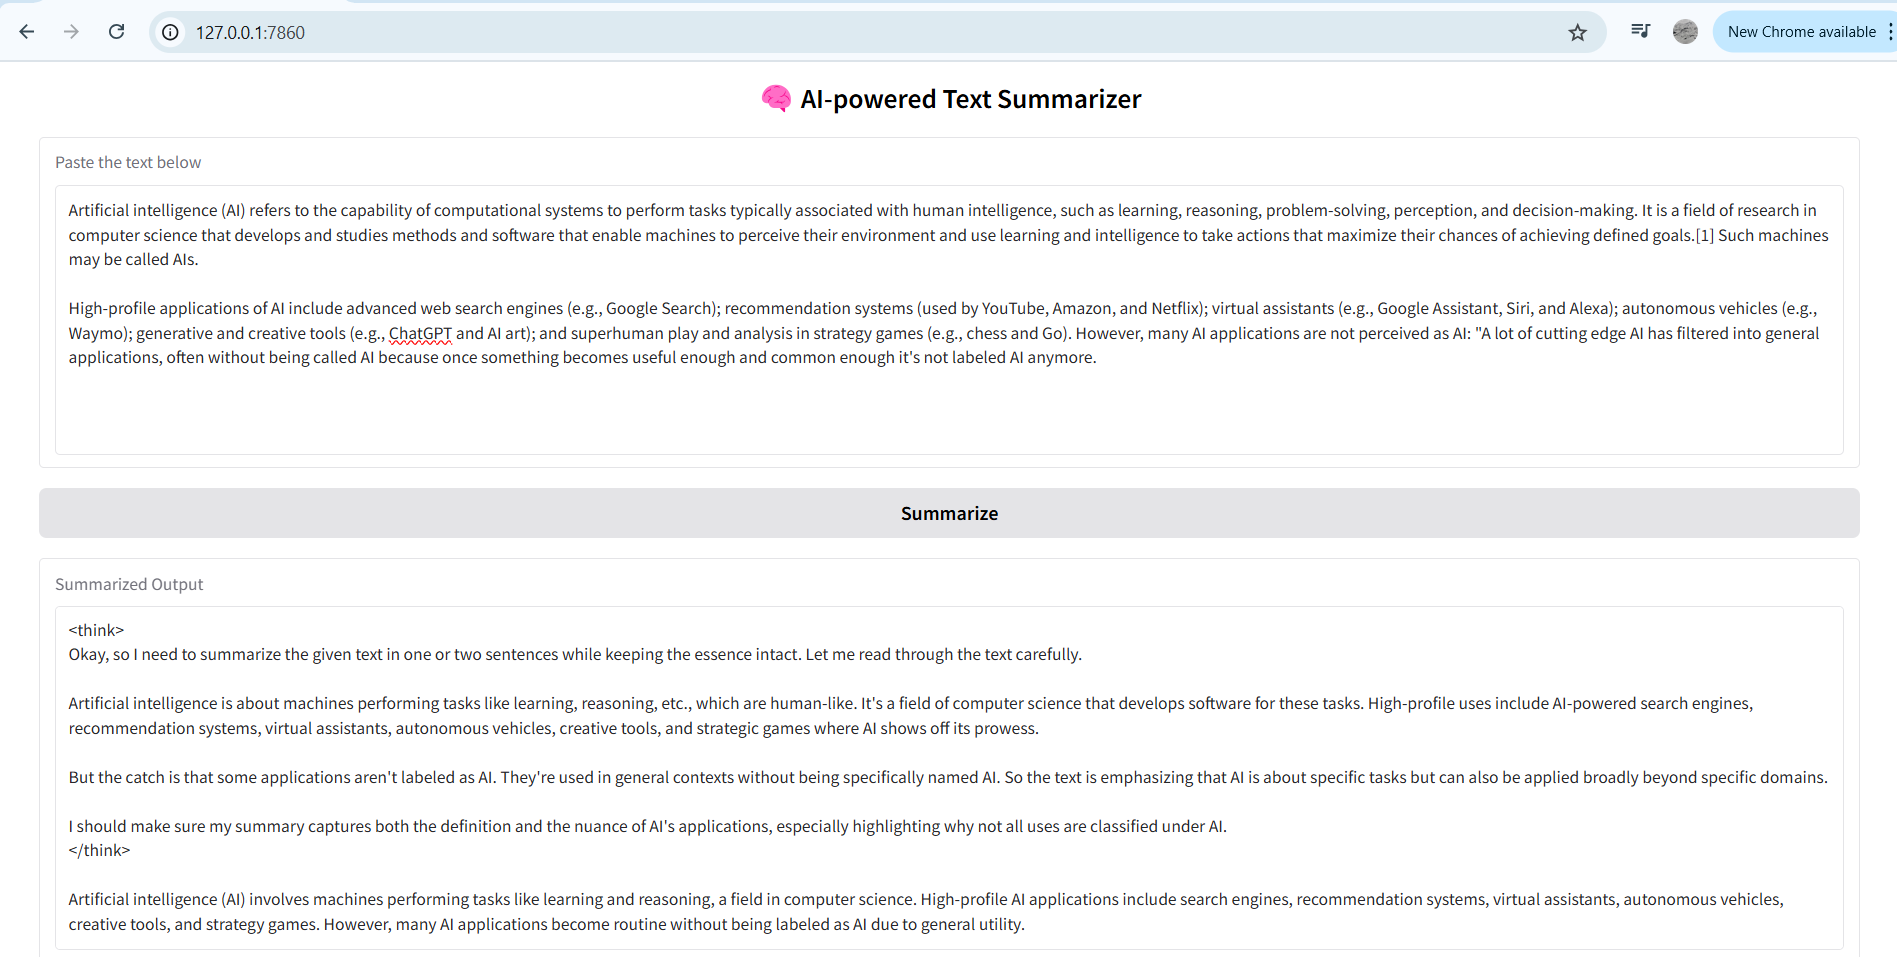 127.0.0.1:7860
New Chrome available
AI-powered Text Summarizer
Paste the text below
Artificial intelligence (AI) refers to the capability of computational systems to perform tasks typically associated with human intelligence, such as learning, reasoning, problem-solving, perception, and decision-making. It is a field of research in
computer science that develops and studies methods and software that enable machines to perceive their environment and use learning and intelligence to take actions that maximize their chances of achieving defined goals.[1] Such machines
may be called AIs.
High-profile applications of AI include advanced web search engines (e.g., Google Search); recommendation systems (used by YouTube, Amazon, and Netflix); virtual assistants (e.g., Google Assistant, Siri, and Alexa); autonomous vehicles (e.g.,
Waymo); generative and creative tools (e.g., ChatGPT and AI art); and superhuman play and analysis in strategy games (e.g., chess and Go). However, many AI applications are not perceived as AI: "A lot of cutting edge AI has filtered into general
applications, often without being called AI because once something becomes useful enough and common enough it's not labeled AI anymore.
Summarize
Summarized Output
<think>
Okay, so I need to summarize the given text in one or two sentences while keeping the essence intact. Let me read through the text carefully.
Artificial intelligence is about machines performing tasks like learning, reasoning, etc., which are human-like. It's a field of computer science that develops software for these tasks. High-profile uses include AI-powered search engines,
recommendation systems, virtual assistants, autonomous vehicles, creative tools, and strategic games where AI shows off its prowess.
But the catch is that some applications aren't labeled as AI. They're used in general contexts without being specifically named AI. So the text is emphasizing that AI is about specific tasks but can also be applied broadly beyond specific domains.
I should make sure my summary captures both the definition and the nuance of AI's applications, especially highlighting why not all uses are classified under AI.
</think>
Artificial intelligence (AI) involves machines performing tasks like learning and reasoning, a field in computer science. High-profile AI applications include search engines, recommendation systems, virtual assistants, autonomous vehicles,
creative tools, and strategy games. However, many AI applications become routine without being labeled as AI due to general utility.